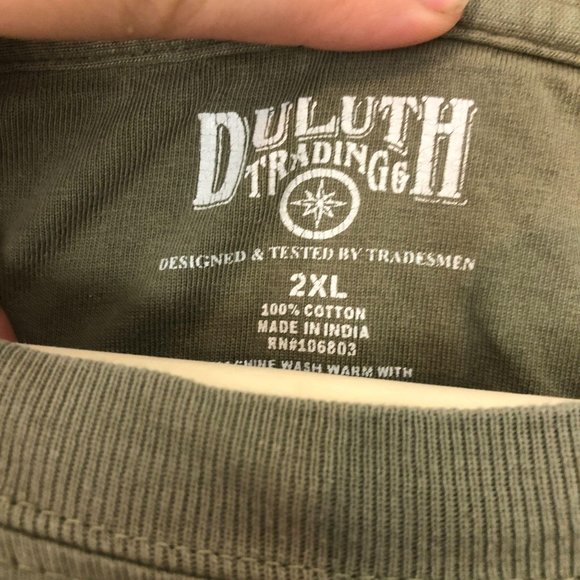 DULUTH
TRADING Cº
DESIGNED & TESTED BY TRADESMEN
2XL
100% COTTON
MADE IN INDIA
RN#106803
WASH WARM WITH